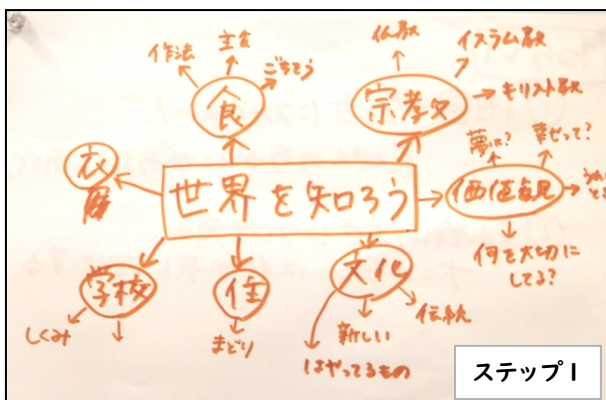 作法
主食
ごちそう
食
仏教
イスラム教
キリスト教
宗教
衣
服
世界を知ろう
夢は?
幸せって?
価値観
何を大切に
してる?
学校
しくみ
住
まどり
文化
伝統
新しい
はやってるもの
ステップ1